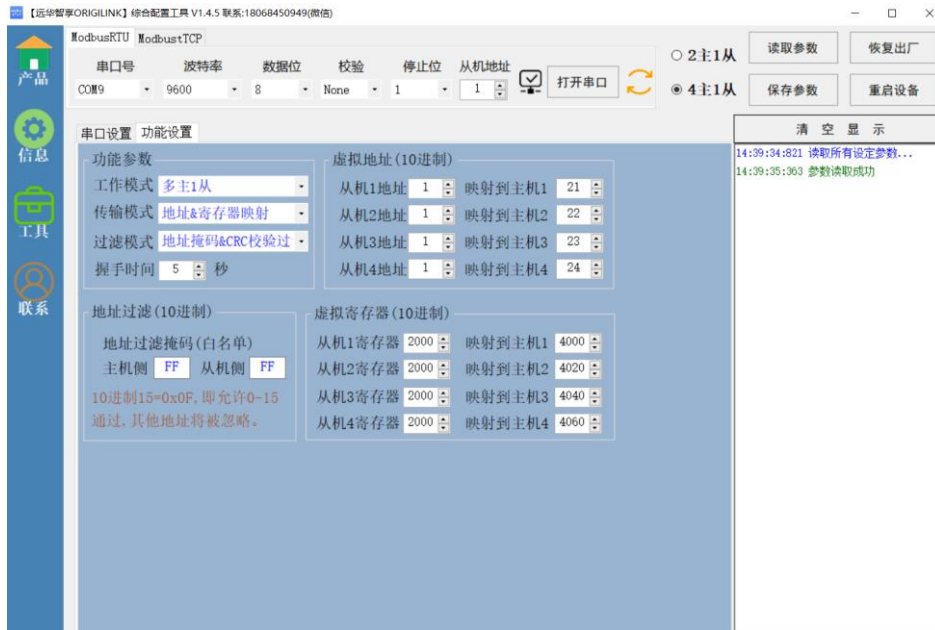 【远华智享ORIGILINK】综合配置工具 V1.4.5 联系:18068450949(微信)
ModbusRTU ModbustTCP
串口号 波特率 数据位 校验 停止位 从机地址
COM9 9600 8 None 1 1 打开串口
2主1从 读取参数 恢复出厂
4主1从 保存参数 重启设备
产品
信息
工具
联系
串口设置 功能设置
清 空 显 示
14:39:34:821 读取所有设定参数...
14:39:35:363 参数读取成功
功能参数
工作模式 多主1从
传输模式 地址&寄存器映射
过滤模式 地址掩码&CRC校验过
握手时间 5 秒
虚拟地址(10进制)
从机1地址 1 映射到主机1 21
从机2地址 1 映射到主机2 22
从机3地址 1 映射到主机3 23
从机4地址 1 映射到主机4 24
地址过滤(10进制)
地址过滤掩码(白名单)
主机侧 FF 从机侧 FF
10进制15=0x0F,即允许0-15
通过,其他地址将被忽略。
虚拟寄存器(10进制)
从机1寄存器 2000 映射到主机1 4000
从机2寄存器 2000 映射到主机2 4020
从机3寄存器 2000 映射到主机3 4040
从机4寄存器 2000 映射到主机4 4060